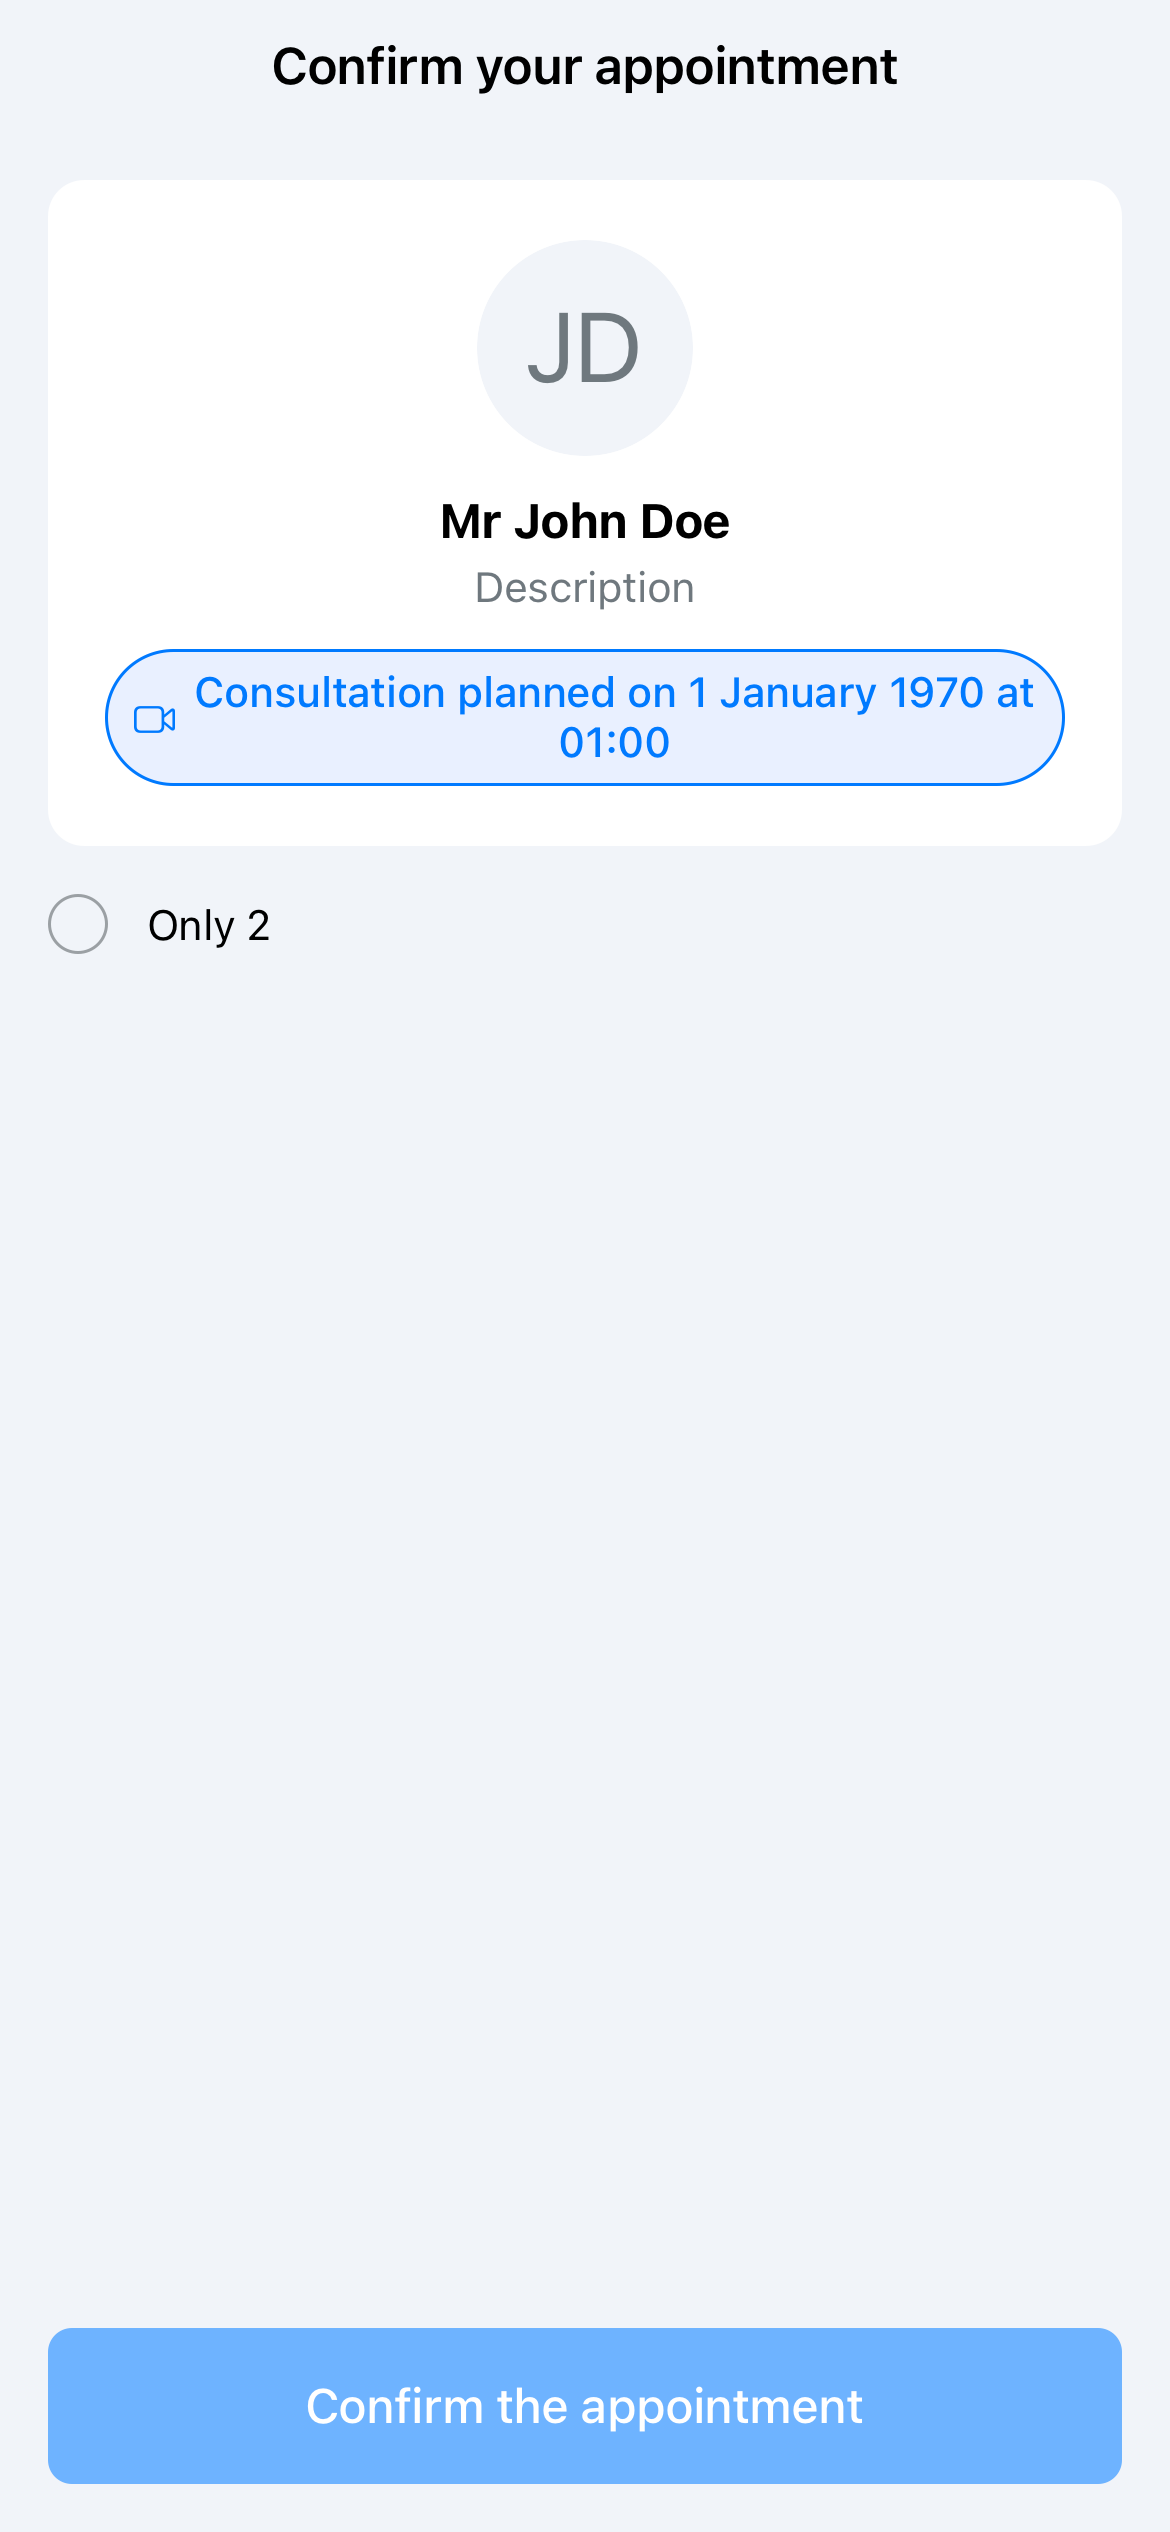 Confirm your appointment
JD
Mr John Doe
Description
Consultation planned on 1 January 1970 at
01:00
Only 2
Confirm the appointment